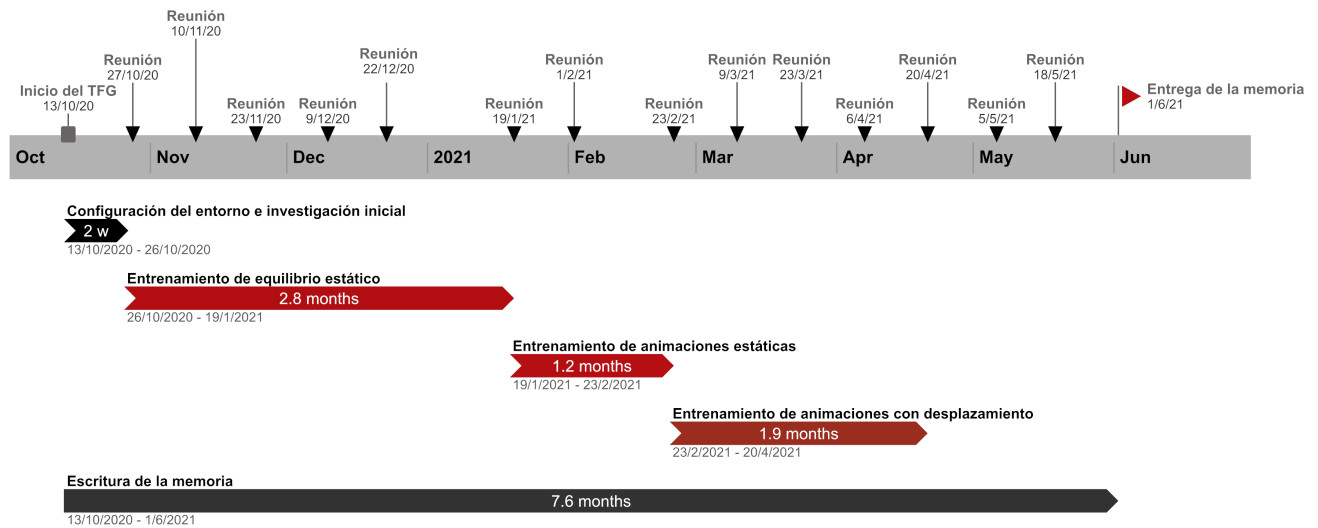 Reunión
10/11/20
Reunión
27/10/20
Reunión
22/12/20
Reunión
1/2/21
Reunión
9/3/21
Reunión
23/3/21
Reunión
20/4/21
Reunión
18/5/21
Inicio del TFG
13/10/20
Reunión
23/11/20
Reunión
9/12/20
Reunión
19/1/21
Reunión
23/2/21
Reunión
6/4/21
Reunión
5/5/21
Entrega de la memoria
1/6/21
Oct Nov Dec 2021 Feb Mar Apr May Jun
Configuración del entorno e investigación inicial
2 w
13/10/2020 - 26/10/2020
Entrenamiento de equilibrio estático
2.8 months
26/10/2020 - 19/1/2021
Entrenamiento de animaciones estáticas
1.2 months
19/1/2021 - 23/2/2021
Entrenamiento de animaciones con desplazamiento
1.9 months
23/2/2021 - 20/4/2021
Escritura de la memoria
7.6 months
13/10/2020 - 1/6/2021